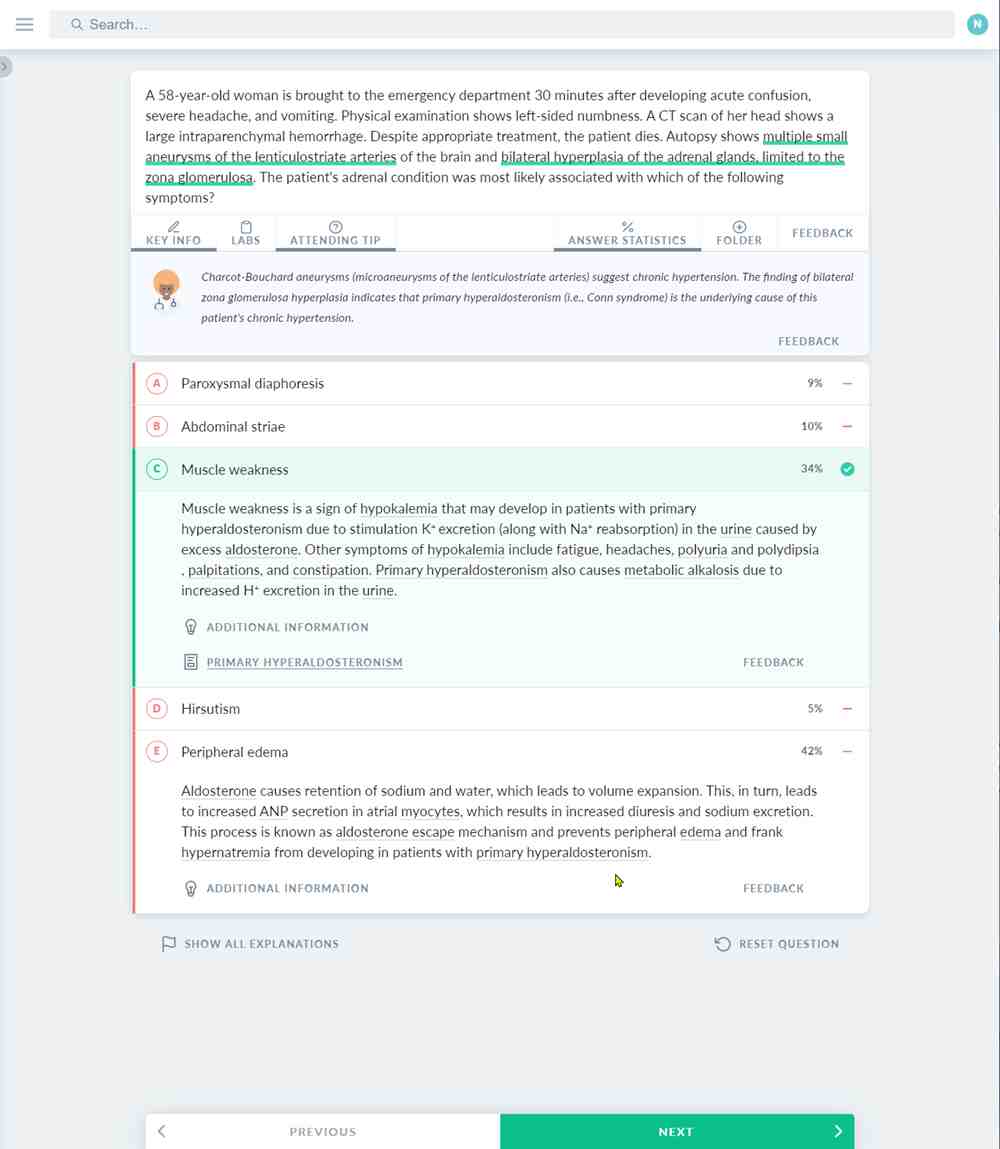 Search...
N
A 58-year-old woman is brought to the emergency department 30 minutes after developing acute confusion,
severe headache, and vomiting. Physical examination shows left-sided numbness. A CT scan of her head shows a
large intraparenchymal hemorrhage. Despite appropriate treatment, the patient dies. Autopsy shows multiple small
aneurysms of the lenticulostriate arteries of the brain and bilateral hyperplasia of the adrenal glands, limited to the
zona glomerulosa. The patient's adrenal condition was most likely associated with which of the following
symptoms?
KEY INFO LABS ATTENDING TIP ANSWER STATISTICS FOLDER FEEDBACK
Charcot-Bouchard aneurysms (microaneurysms of the lenticulostriate arteries) suggest chronic hypertension. The finding of bilateral
zona glomerulosa hyperplasia indicates that primary hyperaldosteronism (i.e., Conn syndrome) is the underlying cause of this
patient's chronic hypertension.
FEEDBACK
A Paroxysmal diaphoresis 9%
B Abdominal striae 10%
C Muscle weakness 34%
Muscle weakness is a sign of hypokalemia that may develop in patients with primary
hyperaldosteronism due to stimulation K⁺ excretion (along with Na⁺ reabsorption) in the urine caused by
excess aldosterone. Other symptoms of hypokalemia include fatigue, headaches, polyuria and polydipsia
, palpitations, and constipation. Primary hyperaldosteronism also causes metabolic alkalosis due to
increased H⁺ excretion in the urine.
ADDITIONAL INFORMATION
PRIMARY HYPERALDOSTERONISM FEEDBACK
D Hirsutism 5%
E Peripheral edema 42%
Aldosterone causes retention of sodium and water, which leads to volume expansion. This, in turn, leads
to increased ANP secretion in atrial myocytes, which results in increased diuresis and sodium excretion.
This process is known as aldosterone escape mechanism and prevents peripheral edema and frank
hypernatremia from developing in patients with primary hyperaldosteronism.
ADDITIONAL INFORMATION FEEDBACK
SHOW ALL EXPLANATIONS RESET QUESTION
PREVIOUS NEXT